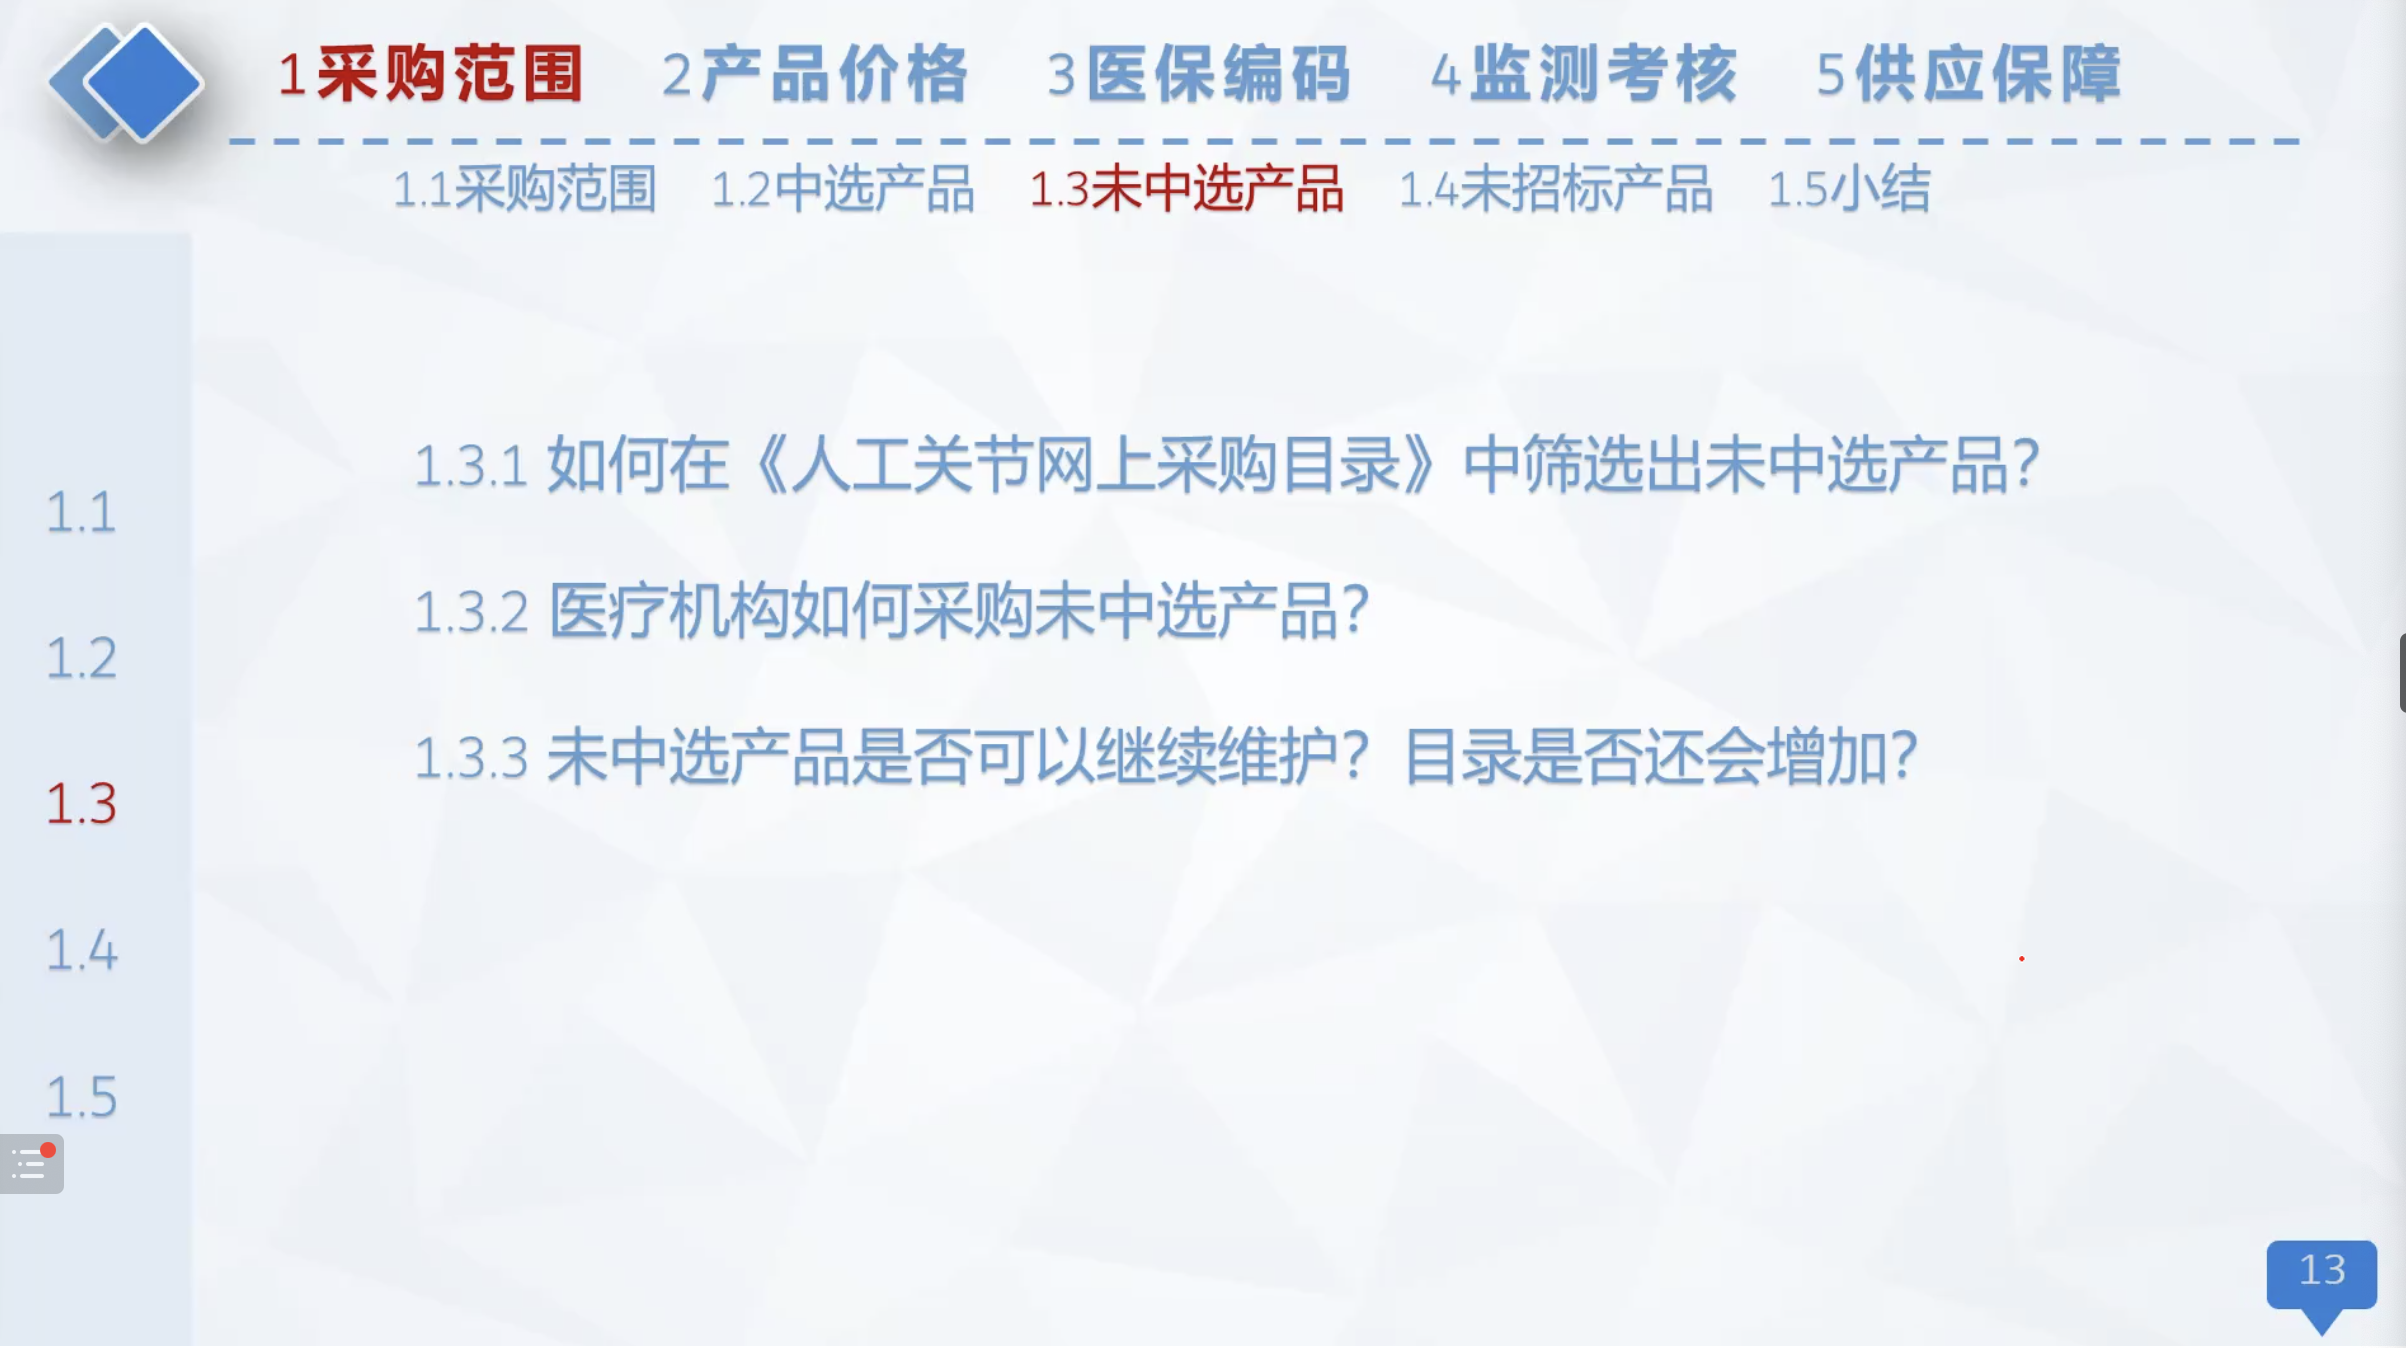 1采购范围 2产品价格 3医保编码 4监测考核 5供应保障
1.1采购范围 1.2中选产品 1.3未中选产品 1.4未招标产品 1.5小结
1.3.1 如何在《人工关节网上采购目录》中筛选出未中选产品？
1.1
1.3.2 医疗机构如何采购未中选产品？
1.2
1.3.3 未中选产品是否可以继续维护？目录是否还会增加？
1.3
1.4
1.5
13